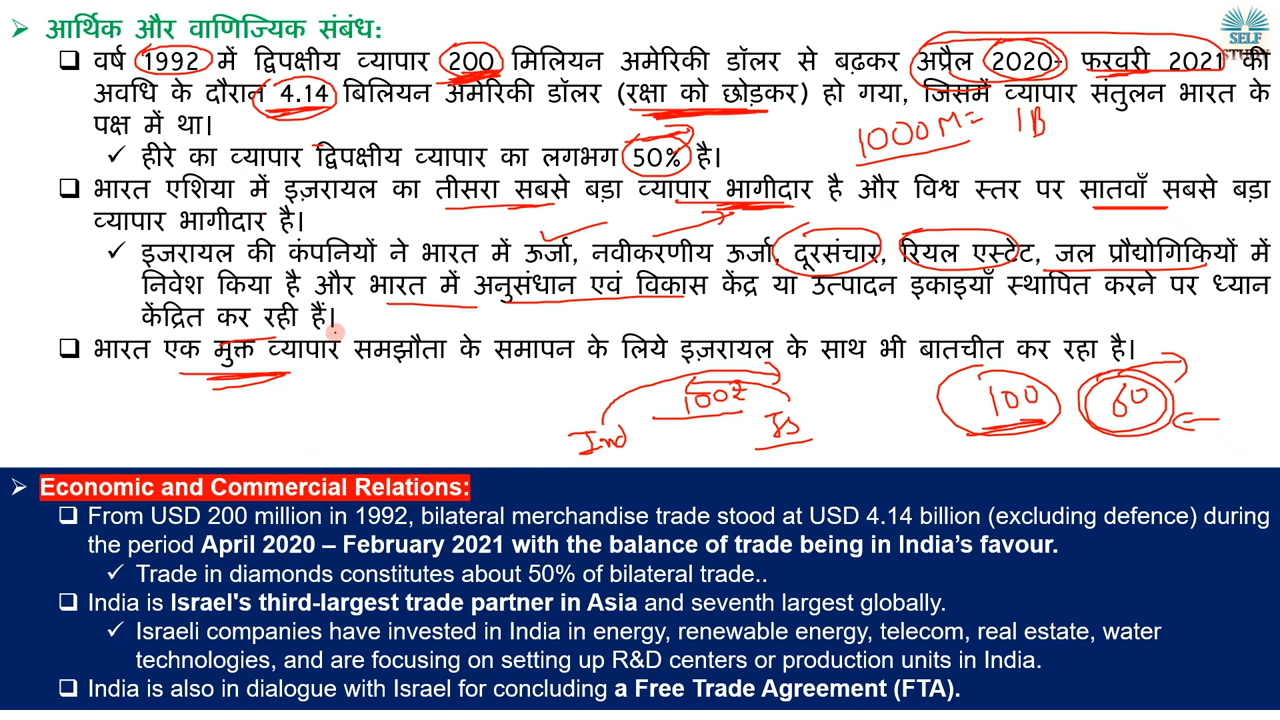 ➢ आर्थिक और वाणिज्यिक संबंध:
SELF
STUDY
❑ वर्ष 1992 में द्विपक्षीय व्यापार 200 मिलियन अमेरिकी डॉलर से बढ़कर अप्रैल 2020- फरवरी 2021 की
अवधि के दौरान 4.14 बिलियन अमेरिकी डॉलर (रक्षा को छोड़कर) हो गया, जिसमें व्यापार संतुलन भारत के
पक्ष में था।
1000 M = 1B
✓ हीरे का व्यापार द्विपक्षीय व्यापार का लगभग 50% है।
❑ भारत एशिया में इज़रायल का तीसरा सबसे बड़ा व्यापार भागीदार है और विश्व स्तर पर सातवाँ सबसे बड़ा
व्यापार भागीदार है।
✓ इजरायल की कंपनियों ने भारत में ऊर्जा, नवीकरणीय ऊर्जा, दूरसंचार, रियल एस्टेट, जल प्रौद्योगिकियों में
निवेश किया है और भारत में अनुसंधान एवं विकास केंद्र या उत्पादन इकाइयाँ स्थापित करने पर ध्यान
केंद्रित कर रही हैं।
❑ भारत एक मुक्त व्यापार समझौता के समापन के लिये इज़रायल के साथ भी बातचीत कर रहा है।
100₹
100
60
Ind
Is
➢ Economic and Commercial Relations:
❑ From USD 200 million in 1992, bilateral merchandise trade stood at USD 4.14 billion (excluding defence) during
the period April 2020 – February 2021 with the balance of trade being in India’s favour.
✓ Trade in diamonds constitutes about 50% of bilateral trade..
❑ India is Israel's third-largest trade partner in Asia and seventh largest globally.
✓ Israeli companies have invested in India in energy, renewable energy, telecom, real estate, water
technologies, and are focusing on setting up R&D centers or production units in India.
❑ India is also in dialogue with Israel for concluding a Free Trade Agreement (FTA).